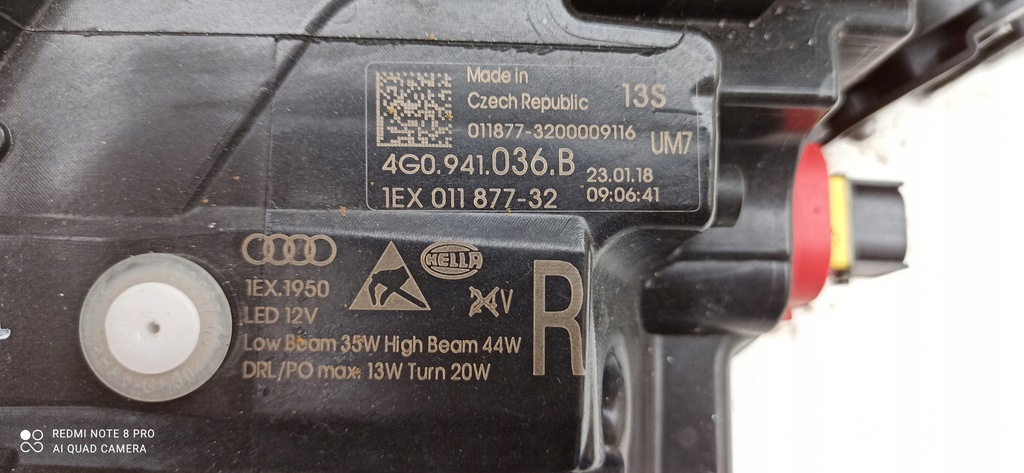 Made in
Czech Republic
13S
011877-3200009116
UM7
4G0.941.036.B
23.01.18
1EX 011 877-32
09:06:41
HELLA
1EX.1950
24V
LED 12V
R
Low Beam 35W High Beam 44W
DRL/PO max. 13W Turn 20W
REDMI NOTE 8 PRO
AI QUAD CAMERA